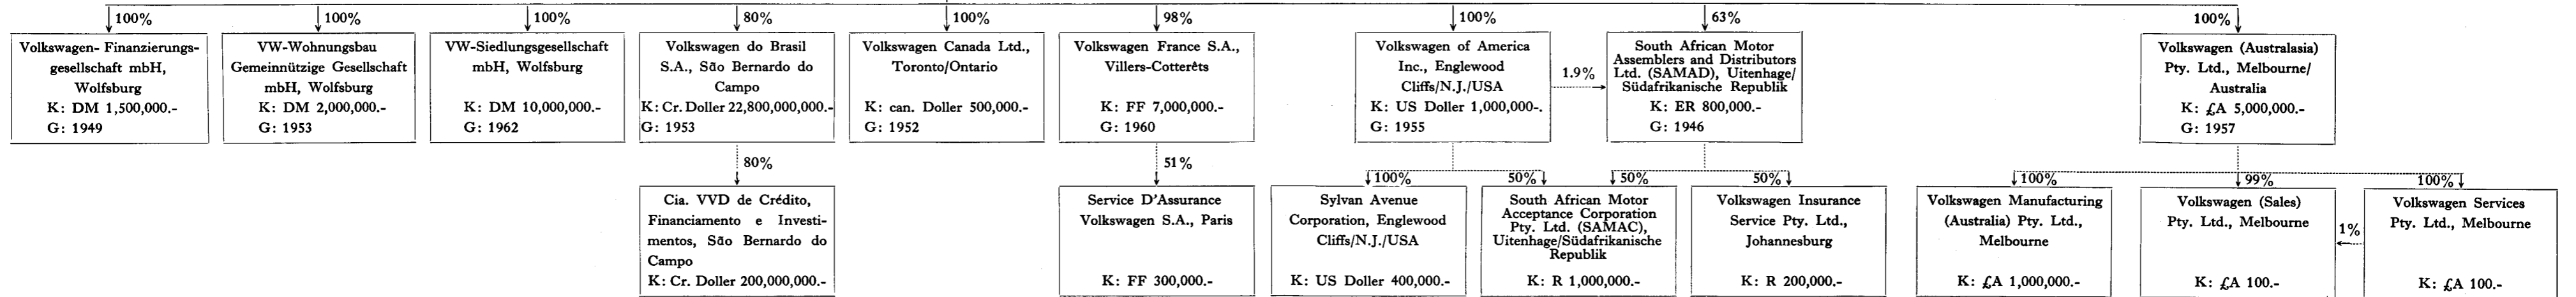 100%
100%
100%
80%
100%
98%
100%
63%
100%
Volkswagen- Finanzierungs-
gesellschaft mbH,
Wolfsburg
K: DM 1,500,000.-
G: 1949
VW-Wohnungsbau
Gemeinnützige Gesellschaft
mbH, Wolfsburg
K: DM 2,000,000.-
G: 1953
VW-Siedlungsgesellschaft
mbH, Wolfsburg
K: DM 10,000,000.-
G: 1962
Volkswagen do Brasil
S.A., São Bernardo do
Campo
K: Cr. Doller 22,800,000,000.-
G: 1953
Volkswagen Canada Ltd.,
Toronto/Ontario
K: can. Doller 500,000.-
G: 1952
Volkswagen France S.A.,
Villers-Cotterêts
K: FF 7,000,000.-
G: 1960
Volkswagen of America
Inc., Englewood
Cliffs/N.J./USA
K: US Doller 1,000,000-.
G: 1955
1.9%
South African Motor
Assemblers and Distributors
Ltd. (SAMAD), Uitenhage/
Südafrikanische Republik
K: ER 800,000.-
G: 1946
Volkswagen (Australasia)
Pty. Ltd., Melbourne/
Australia
K: £A 5,000,000.-
G: 1957
80%
51%
100%
50%
50%
50%
100%
99%
100%
Cia. VVD de Crédito,
Financiamento e Investi-
mentos, São Bernardo do
Campo
K: Cr. Doller 200,000,000.-
Service D'Assurance
Volkswagen S.A., Paris
K: FF 300,000.-
Sylvan Avenue
Corporation, Englewood
Cliffs/N.J./USA
K: US Doller 400,000.-
South African Motor
Acceptance Corporation
Pty. Ltd. (SAMAC),
Uitenhage/Südafrikanische
Republik
K: R 1,000,000.-
Volkswagen Insurance
Service Pty. Ltd.,
Johannesburg
K: R 200,000.-
Volkswagen Manufacturing
(Australia) Pty. Ltd.,
Melbourne
K: £A 1,000,000.-
Volkswagen (Sales)
Pty. Ltd., Melbourne
K: £A 100.-
1%
Volkswagen Services
Pty. Ltd., Melbourne
K: £A 100.-